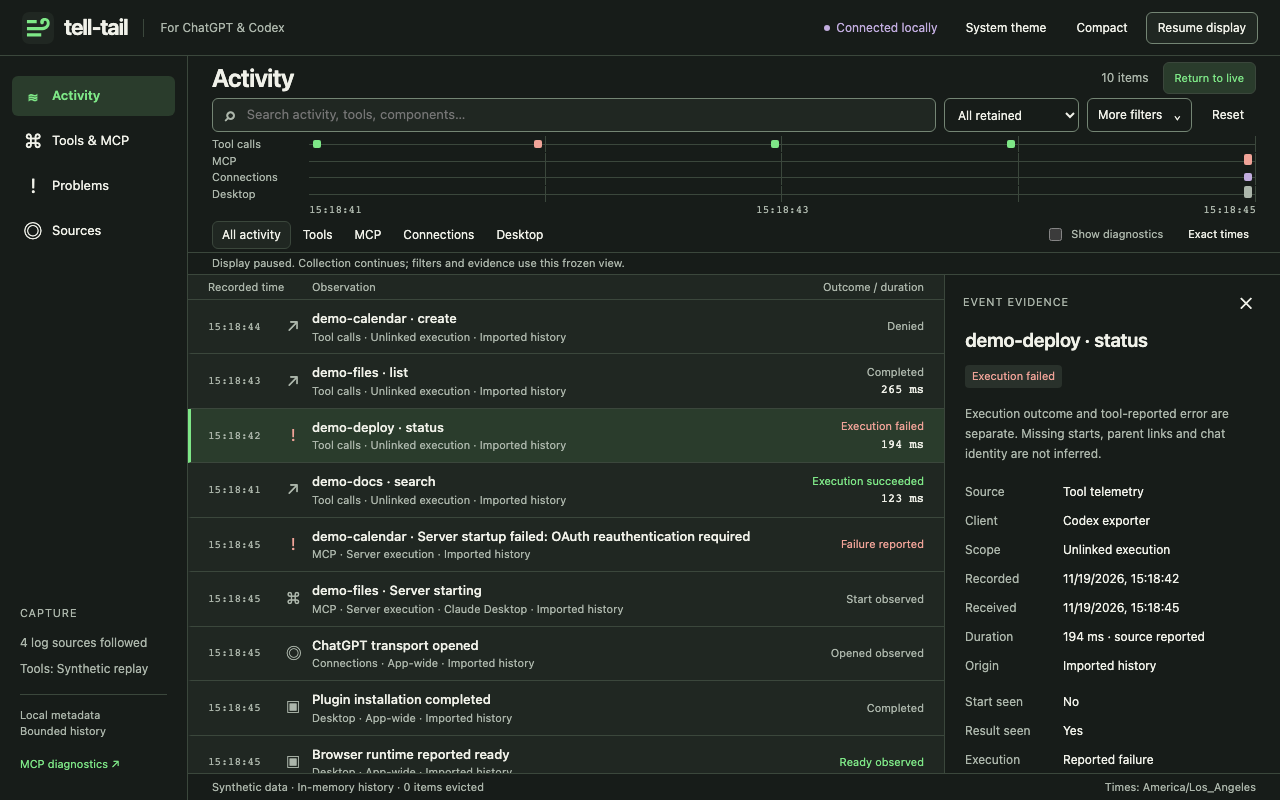 tell-tail
For ChatGPT & Codex
Connected locally
System theme
Compact
Resume display
Activity
Tools & MCP
Problems
Sources
CAPTURE
4 log sources followed
Tools: Synthetic replay
Local metadata
Bounded history
MCP diagnostics ↗
Activity
10 items
Return to live
Search activity, tools, components...
All retained
More filters
Reset
Tool calls
MCP
Connections
Desktop
15:18:41 15:18:43 15:18:45
All activity Tools MCP Connections Desktop
Show diagnostics
Exact times
Display paused. Collection continues; filters and evidence use this frozen view.
Recorded time Observation Outcome / duration
15:18:44 demo-calendar · create Denied
Tool calls · Unlinked execution · Imported history
15:18:43 demo-files · list Completed
Tool calls · Unlinked execution · Imported history 265 ms
15:18:42 demo-deploy · status Execution failed
Tool calls · Unlinked execution · Imported history 194 ms
15:18:41 demo-docs · search Execution succeeded
Tool calls · Unlinked execution · Imported history 123 ms
15:18:45 demo-calendar · Server startup failed: OAuth reauthentication required Failure reported
MCP · Server execution · Imported history
15:18:45 demo-files · Server starting Start observed
MCP · Server execution · Claude Desktop · Imported history
15:18:45 ChatGPT transport opened Opened observed
Connections · App-wide · Imported history
15:18:45 Plugin installation completed Completed
Desktop · App-wide · Imported history
15:18:45 Browser runtime reported ready Ready observed
Desktop · App-wide · Imported history
EVENT EVIDENCE
demo-deploy · status
Execution failed
Execution outcome and tool-reported error are
separate. Missing starts, parent links and chat
identity are not inferred.
Source Tool telemetry
Client Codex exporter
Scope Unlinked execution
Recorded 11/19/2026, 15:18:42
Received 11/19/2026, 15:18:45
Duration 194 ms · source reported
Origin Imported history
Start seen No
Result seen Yes
Execution Reported failure
Synthetic data · In-memory history · 0 items evicted
Times: America/Los_Angeles